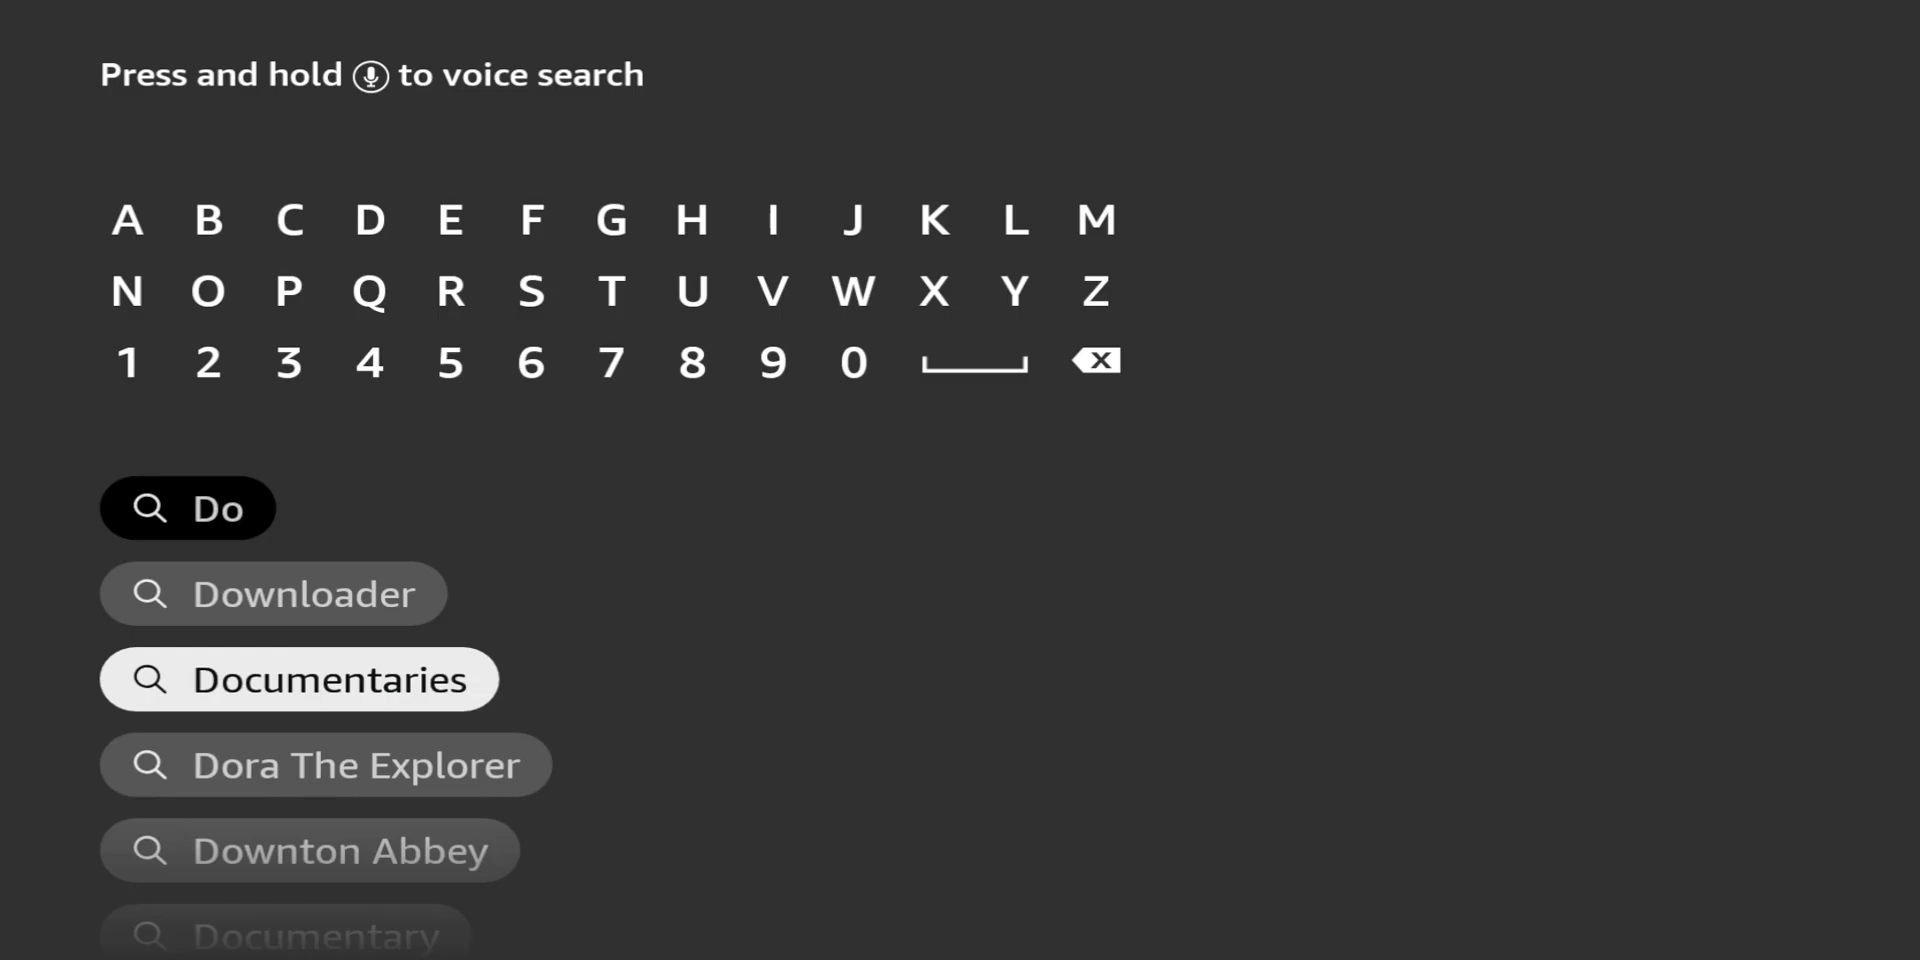 Press and hold to voice search
A B C D E F G H I J K L M
N O P Q R S T U V W X Y Z
1 2 3 4 5 6 7 8 9 0
Do
Downloader
Documentaries
Dora The Explorer
Downton Abbey
Documentary